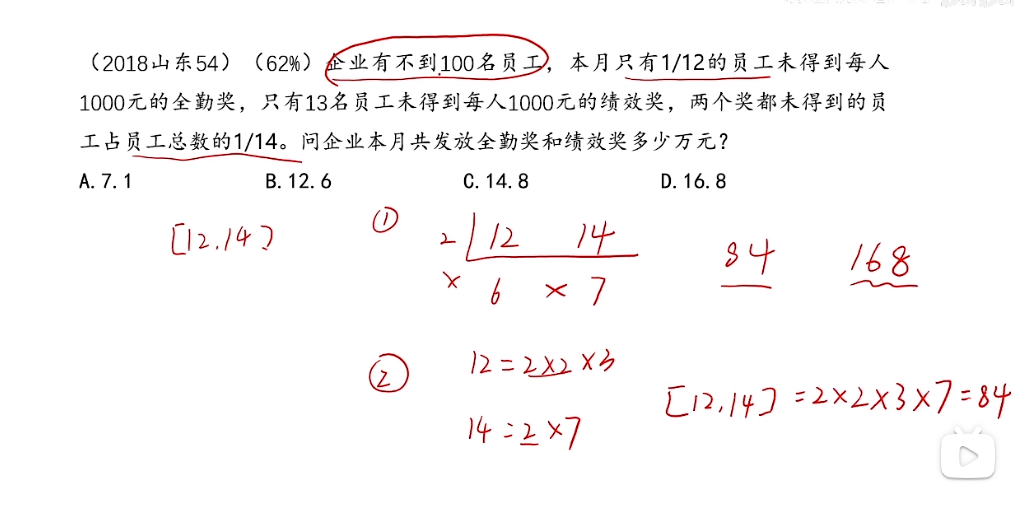 (2018山东54)(62%)企业有不到100名员工,本月只有1/12的员工未得到每人
1000元的全勤奖,只有13名员工未得到每人1000元的绩效奖,两个奖都未得到的员
工占员工总数的1/14。问企业本月共发放全勤奖和绩效奖多少万元?
A.7.1 B.12.6 C.14.8 D.16.8
[12,14] ① 2 12 14 84 168
× 6 × 7
② 12=2×2×3
[12,14]=2×2×3×7=84
14=2×7